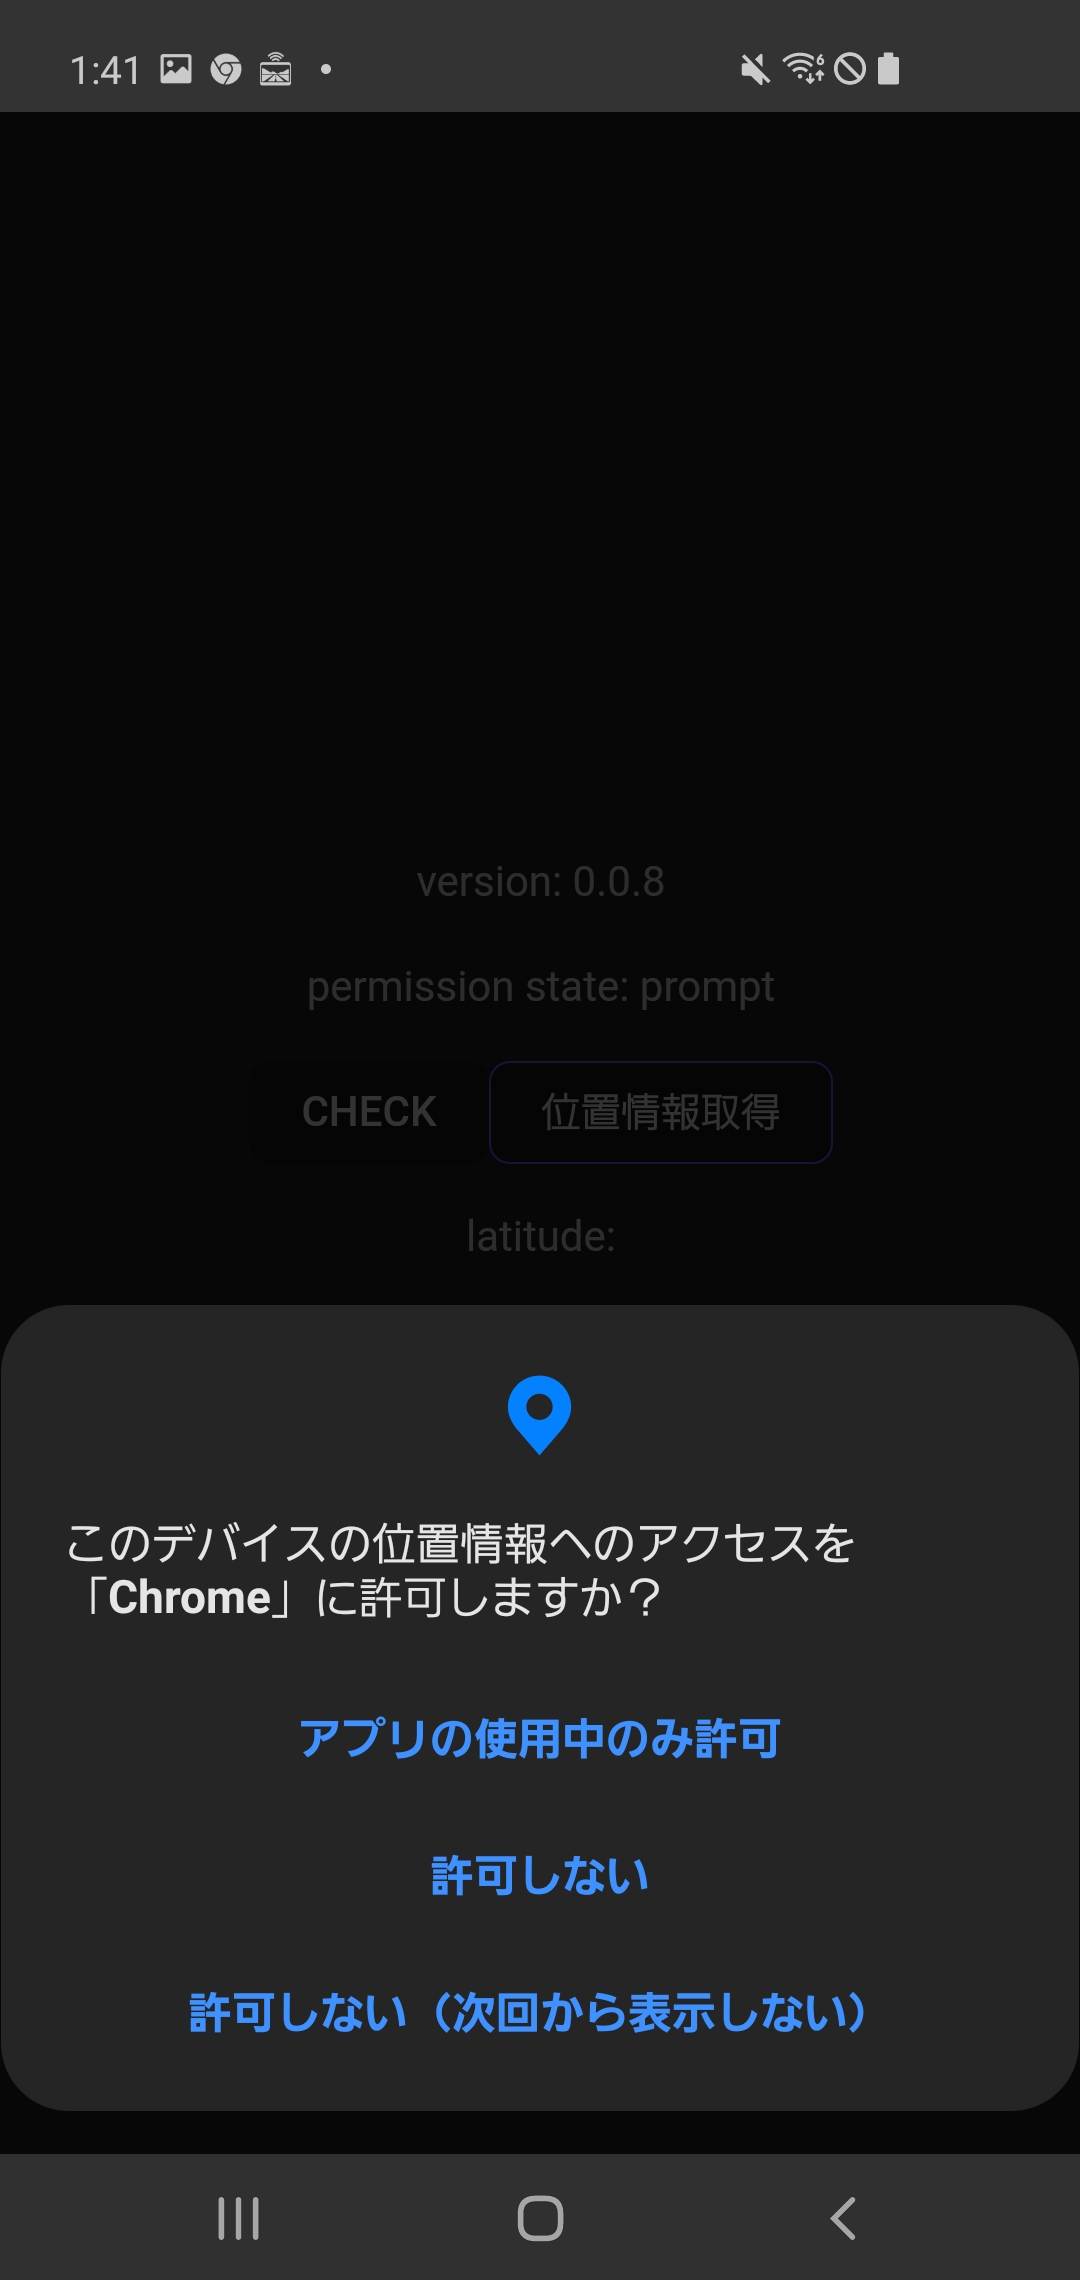 1:41
6
version: 0.0.8
permission state: prompt
CHECK
位置情報取得
latitude:
このデバイスの位置情報へのアクセスを
「Chrome」に許可しますか？
アプリの使用中のみ許可
許可しない
許可しない（次回から表示しない）